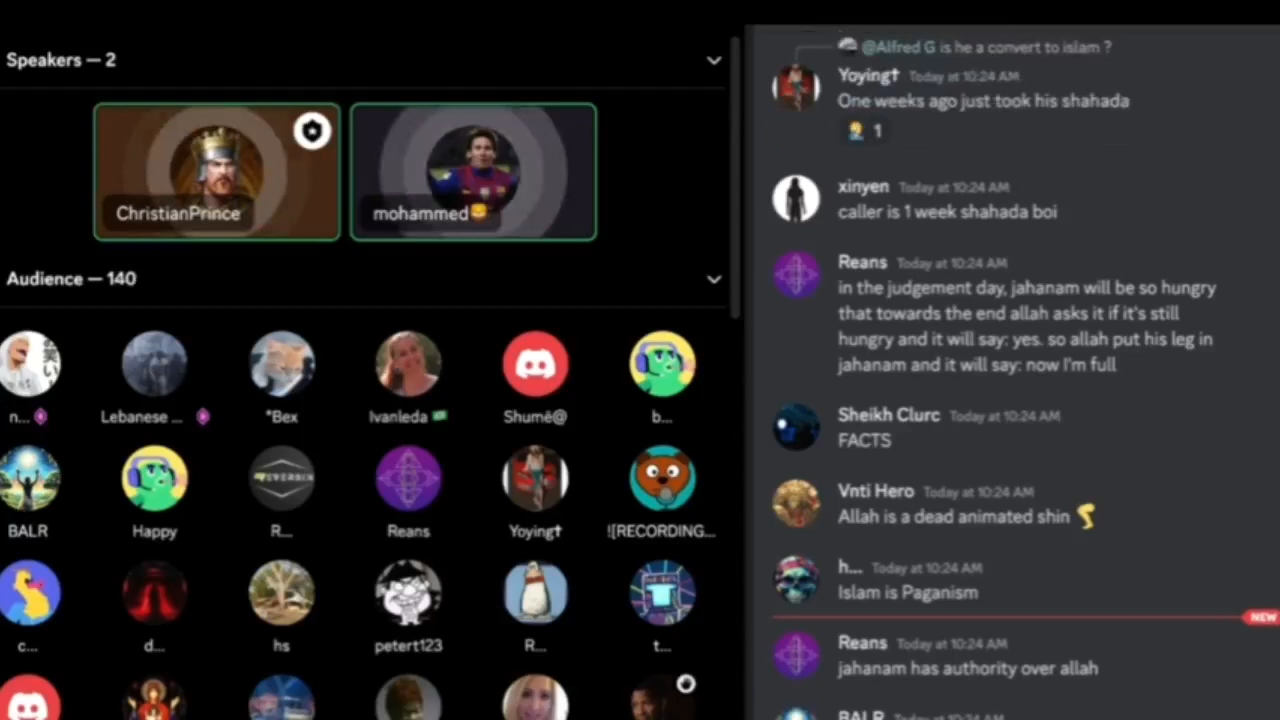 Speakers — 2
ChristianPrince
mohammed
Audience — 140
n...
Lebanese ...
*Bex
Ivanleda
Shumë@
b...
BALR
Happy
R...
Reans
Yoying†
![RECORDING...
c...
d...
hs
petert123
R...
t...
@Alfred G is he a convert to islam ?
Yoying† Today at 10:24 AM
One weeks ago just took his shahada
1
xinyen Today at 10:24 AM
caller is 1 week shahada boi
Reans Today at 10:24 AM
in the judgement day, jahanam will be so hungry
that towards the end allah asks it if it's still
hungry and it will say: yes. so allah put his leg in
jahanam and it will say: now I'm full
Sheikh Clurc Today at 10:24 AM
FACTS
Vnti Hero Today at 10:24 AM
Allah is a dead animated shin
h... Today at 10:24 AM
Islam is Paganism
NEW
Reans Today at 10:24 AM
jahanam has authority over allah
BALR Today at 10:24 AM